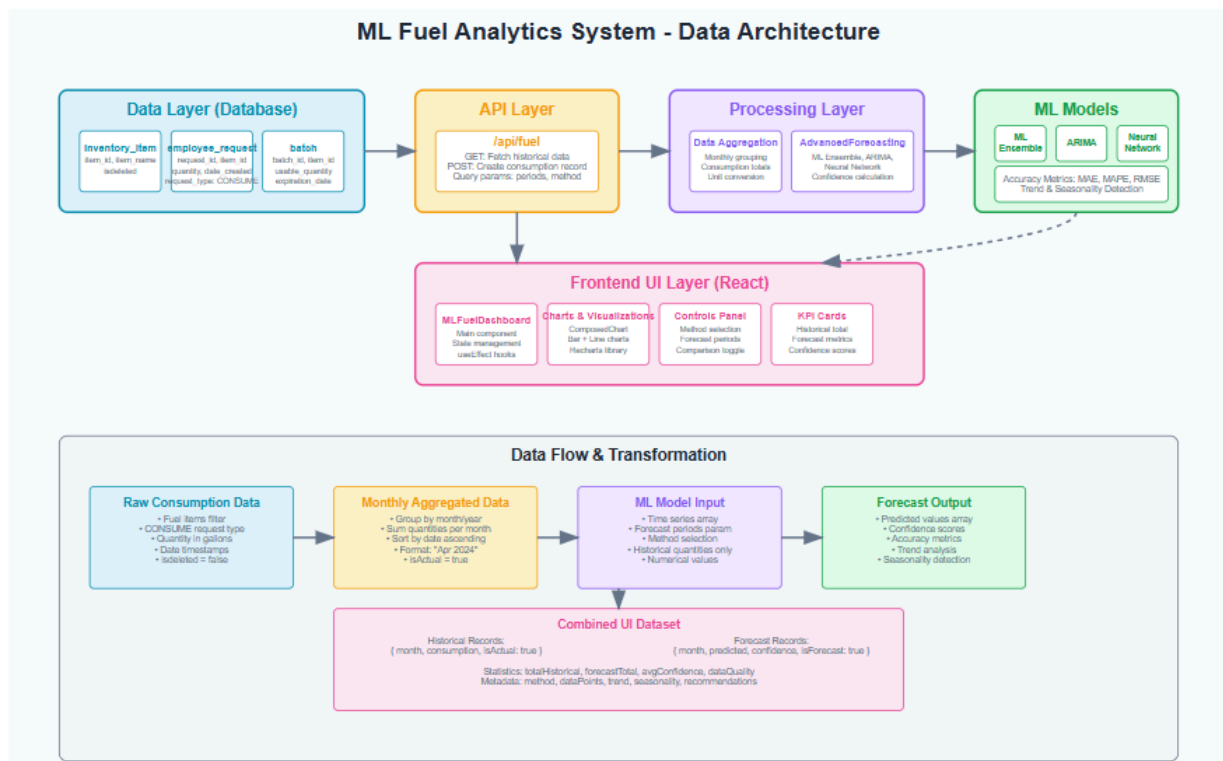 ML Fuel Analytics System - Data Architecture
Data Layer (Database)
inventory_item
item_id, item_name
isdeleted
employee_request
request_id, item_id
quantity, date_created
request_type: CONSUME
batch
batch_id, item_id
usable_quantity
expiration_date
API Layer
/api/fuel
GET: Fetch historical data
POST: Create consumption record
Query params: periods, method
Processing Layer
Data Aggregation
Monthly grouping
Consumption totals
Unit conversion
AdvancedForecasting
ML Ensemble, ARIMA,
Neural Network
Confidence calculation
ML Models
ML
Ensemble
ARIMA
Neural
Network
Accuracy Metrics: MAE, MAPE, RMSE
Trend & Seasonality Detection
Frontend UI Layer (React)
MLFuelDashboard
Main component
State management
useEffect hooks
Charts & Visualizations
ComposedChart
Bar + Line charts
Recharts library
Controls Panel
Method selection
Forecast periods
Comparison toggle
KPI Cards
Historical total
Forecast metrics
Confidence scores
Data Flow & Transformation
Raw Consumption Data
• Fuel items filter
• CONSUME request type
• Quantity in gallons
• Date timestamps
• isdeleted = false
Monthly Aggregated Data
• Group by month/year
• Sum quantities per month
• Sort by date ascending
• Format: "Apr 2024"
• isActual = true
ML Model Input
• Time series array
• Forecast periods param
• Method selection
• Historical quantities only
• Numerical values
Forecast Output
• Predicted values array
• Confidence scores
• Accuracy metrics
• Trend analysis
• Seasonality detection
Combined UI Dataset
Historical Records:
{ month, consumption, isActual: true }
Forecast Records:
{ month, predicted, confidence, isForecast: true }
Statistics: totalHistorical, forecastTotal, avgConfidence, dataQuality
Metadata: method, dataPoints, trend, seasonality, recommendations